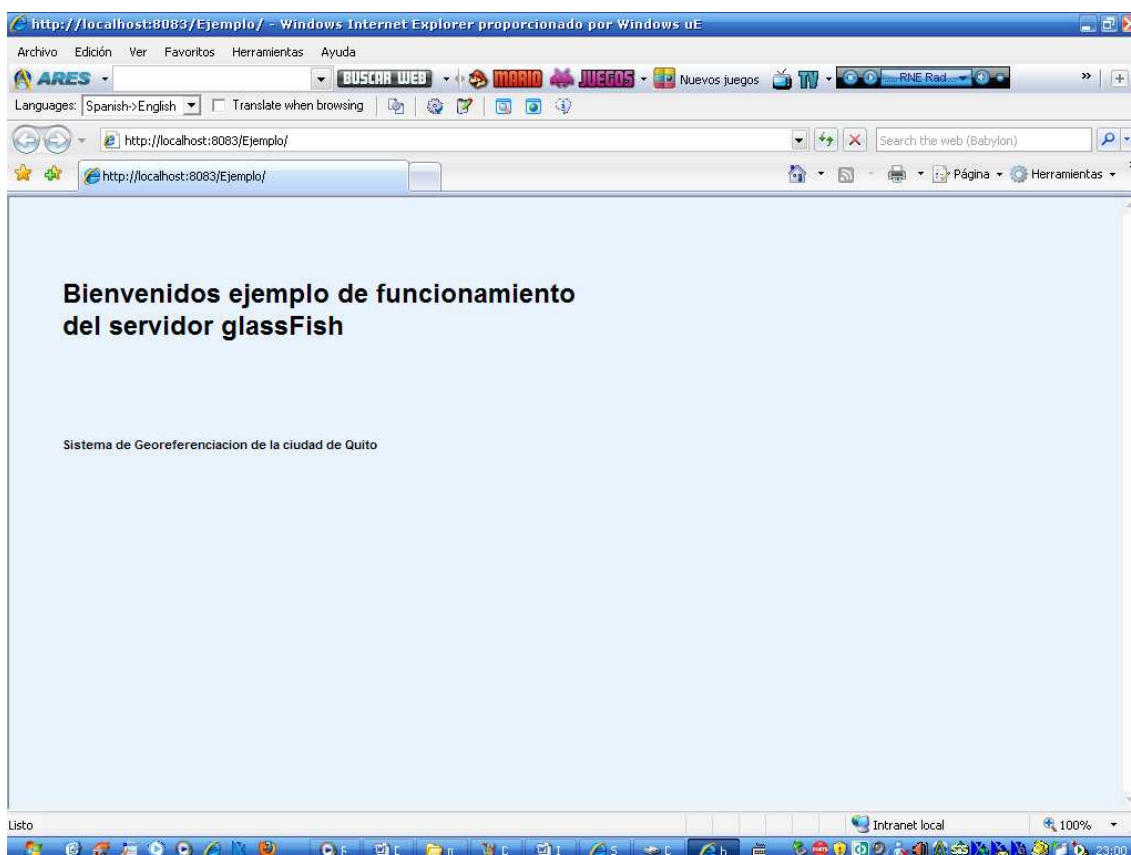 http://localhost:8083/Ejemplo/ - Windows Internet Explorer proporcionado por Windows uE
Archivo Edición Ver Favoritos Herramientas Ayuda
ARES BUSCAR WEB MARIO JUEGOS Nuevos juegos TV RNE Rad... »
Languages: Spanish->English Translate when browsing
http://localhost:8083/Ejemplo/ Search the web (Babylon)
http://localhost:8083/Ejemplo/ Página Herramientas
Bienvenidos ejemplo de funcionamiento
del servidor glassFish
Sistema de Georeferenciacion de la ciudad de Quito
Listo Intranet local 100%
23:00